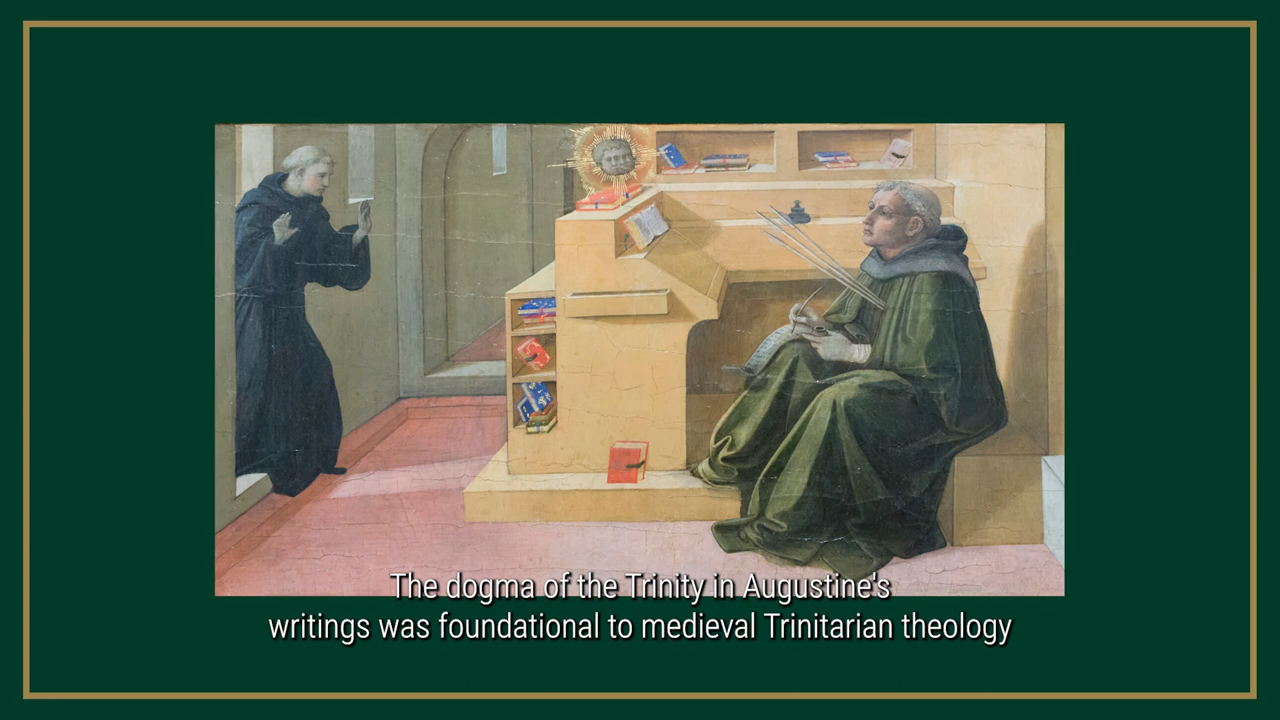 The dogma of the Trinity in Augustine's
writings was foundational to medieval Trinitarian theology